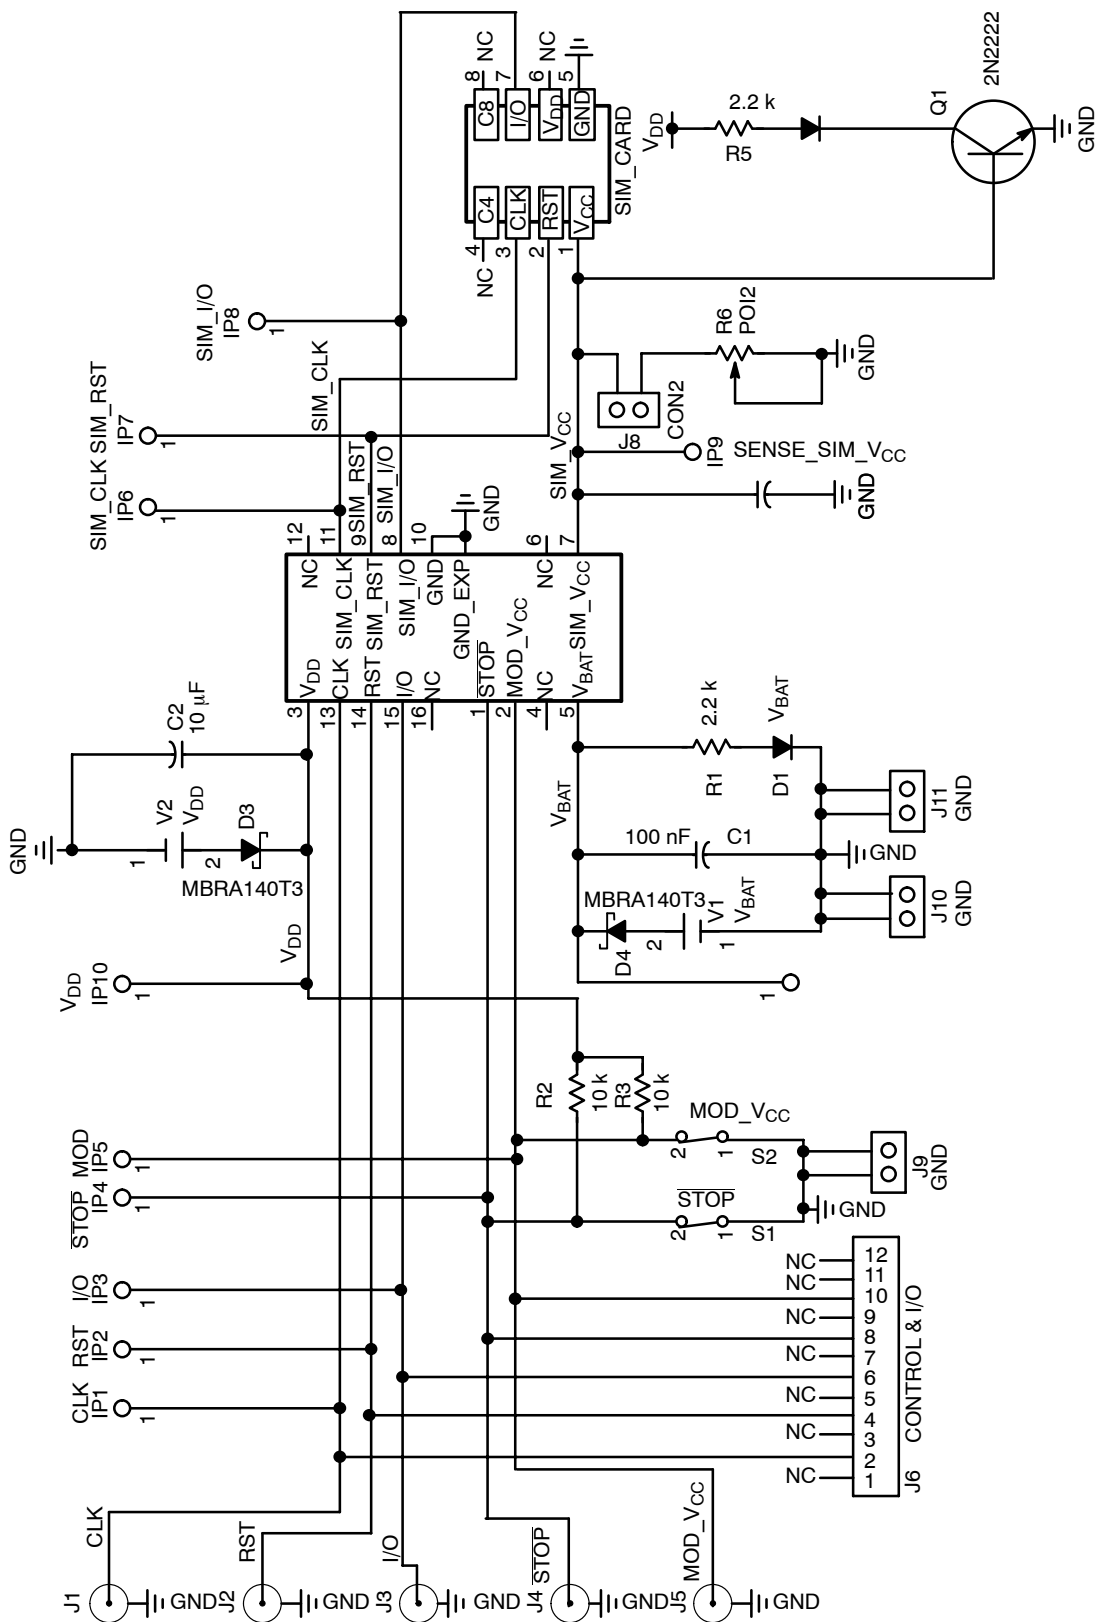 NC
8
C8
7
I/O
NC
6
VDD
5
GND
SIM_CARD
C4
4
NC
CLK
3
RST
2
VCC
1
VDD
2.2 k
R5
Q1
2N2222
GND
SIM_I/O
IP8
1
SIM_RST
IP7
1
SIM_CLK
IP6
1
SIM_CLK
SIM_RST
SIM_I/O
SIM_VCC
J8
CON2
R6
POI2
GND
IP9
SENSE_SIM_VCC
GND
GND
12
NC
11
SIM_CLK
9
SIM_RST
8
SIM_I/O
10
GND
GND_EXP
6
NC
7
SIM_VCC
3
VDD
13
CLK
14
RST
15
I/O
16
NC
1
STOP
2
MOD_VCC
4
NC
5
VBAT
C2
10 µF
GND
V2
VDD
1
2
D3
MBRA140T3
VDD
VDD
IP10
1
VBAT
2.2 k
R1
VBAT
D1
J11
GND
100 nF
C1
GND
MBRA140T3
D4
2
V1
VBAT
1
J10
GND
1
R2
10 k
R3
10 k
MOD_VCC
2
1
S2
STOP
2
1
S1
J9
GND
GND
MOD
IP5
1
STOP
IP4
1
I/O
IP3
1
RST
IP2
1
CLK
IP1
1
NC
12
NC
11
10
NC
9
8
NC
7
6
NC
5
4
NC
3
2
NC
1
J6
CONTROL & I/O
J1
CLK
GND
J2
RST
GND
J3
I/O
GND
J4
STOP
GND
J5
MOD_VCC
GND